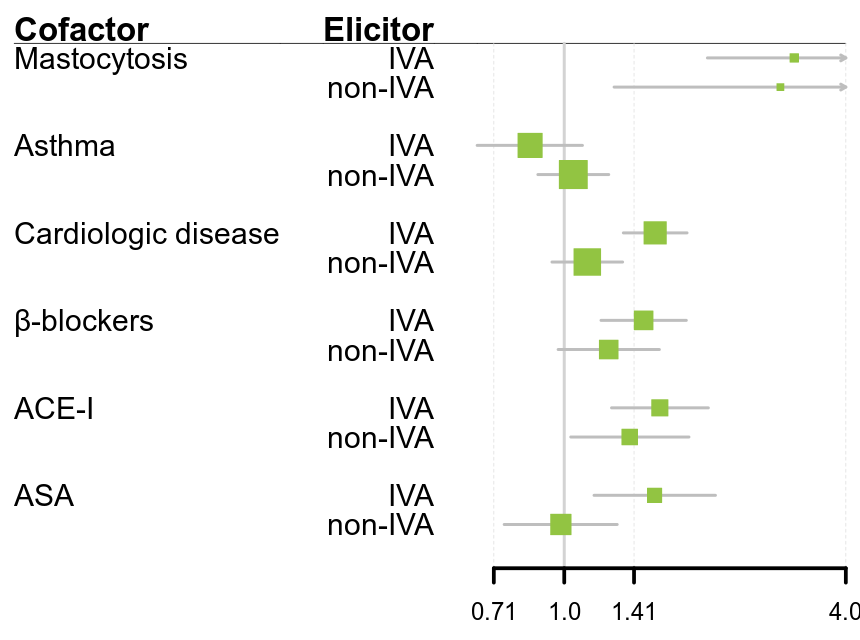 Cofactor Elicitor
Mastocytosis IVA
non-IVA
Asthma IVA
non-IVA
Cardiologic disease IVA
non-IVA
β-blockers IVA
non-IVA
ACE-I IVA
non-IVA
ASA IVA
non-IVA
0.71 1.0 1.41 4.0